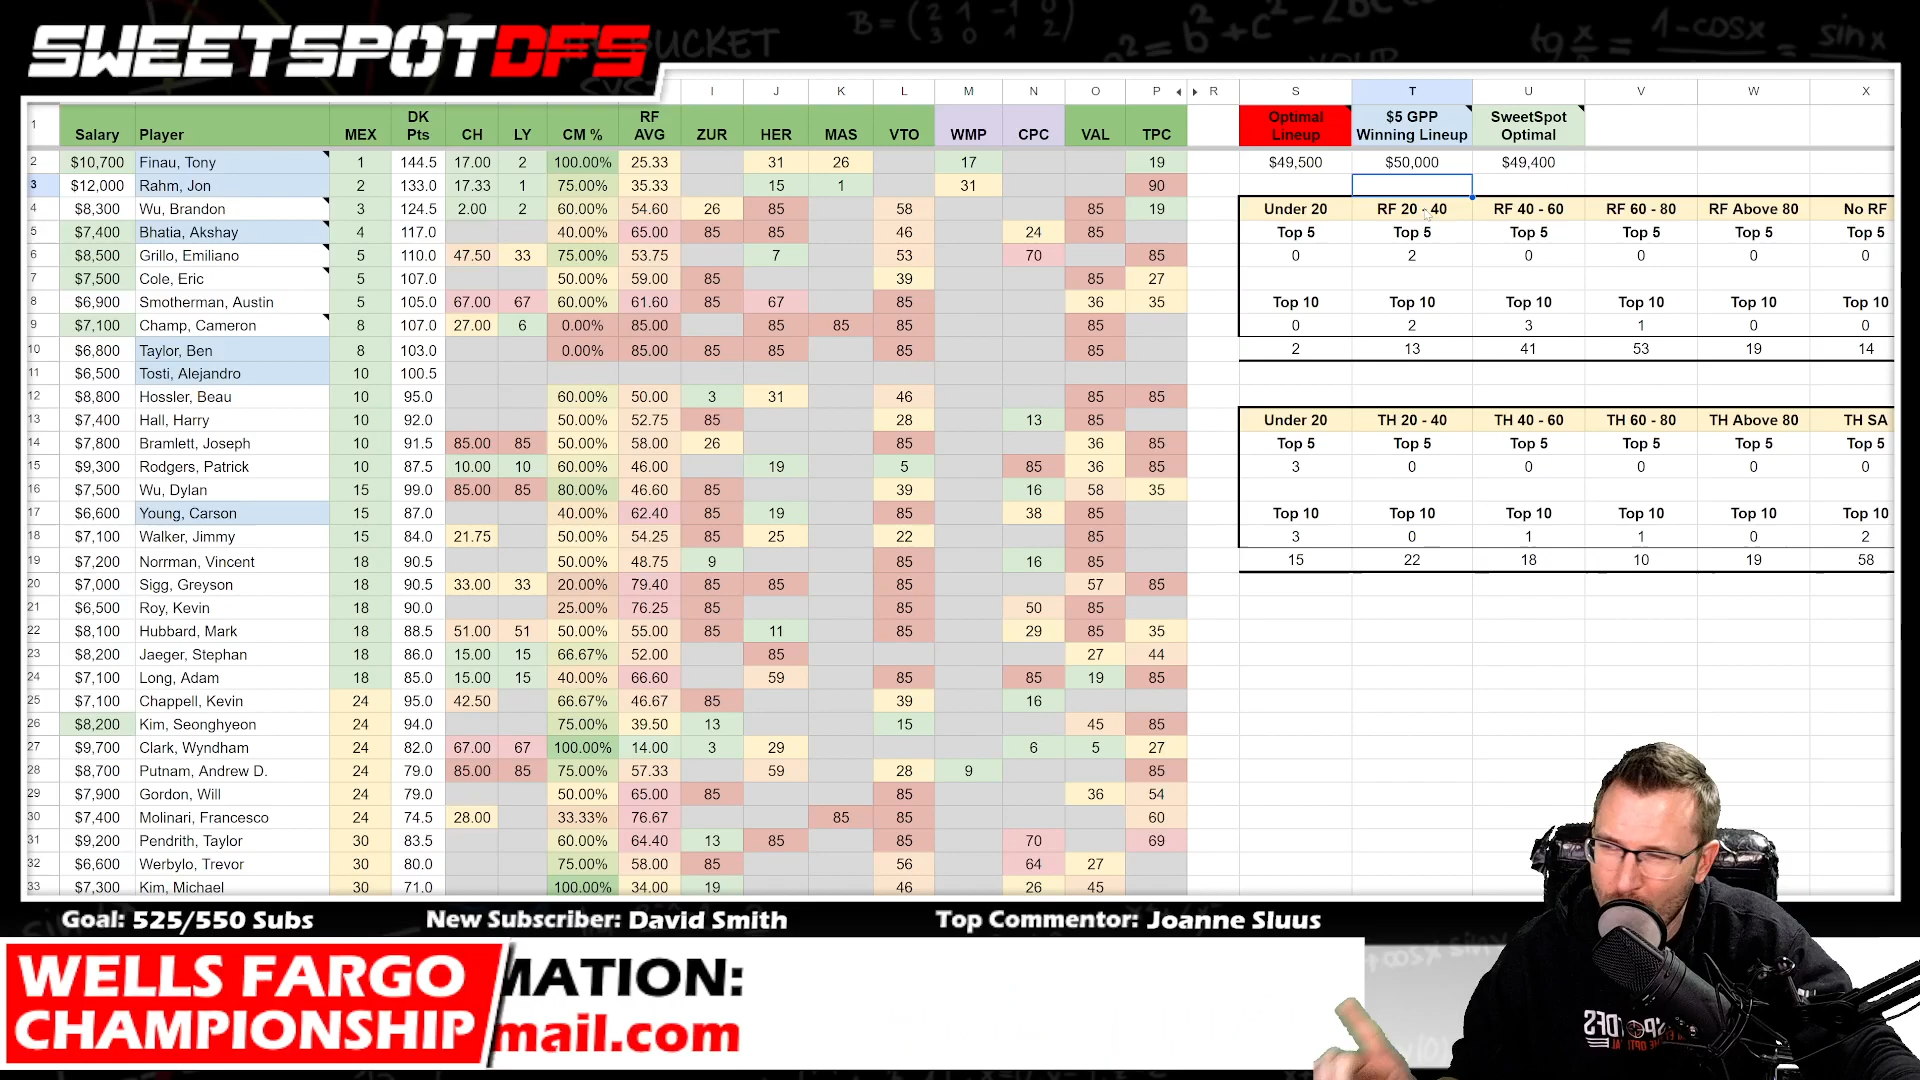 SWEETSPOTDFS
I J K L M N O P R S T U V W X
1 Salary Player MEX DK Pts CH LY CM % RF AVG ZUR HER MAS VTO WMP CPC VAL TPC Optimal Lineup $5 GPP Winning Lineup SweetSpot Optimal
2 $10,700 Finau, Tony 1 144.5 17.00 2 100.00% 25.33 31 26 17 19 $49,500 $50,000 $49,400
3 $12,000 Rahm, Jon 2 133.0 17.33 1 75.00% 35.33 15 1 31 90
4 $8,300 Wu, Brandon 3 124.5 2.00 2 60.00% 54.60 26 85 58 85 19 Under 20 RF 20 - 40 RF 40 - 60 RF 60 - 80 RF Above 80 No RF
5 $7,400 Bhatia, Akshay 4 117.0 40.00% 65.00 85 85 46 24 85 Top 5 Top 5 Top 5 Top 5 Top 5 Top 5
6 $8,500 Grillo, Emiliano 5 110.0 47.50 33 75.00% 53.75 7 53 70 85 0 2 0 0 0 0
7 $7,500 Cole, Eric 5 107.0 50.00% 59.00 85 39 85 27
8 $6,900 Smotherman, Austin 5 105.0 67.00 67 60.00% 61.60 85 67 85 36 35 Top 10 Top 10 Top 10 Top 10 Top 10 Top 10
9 $7,100 Champ, Cameron 8 107.0 27.00 6 0.00% 85.00 85 85 85 85 0 2 3 1 0 0
10 $6,800 Taylor, Ben 8 103.0 0.00% 85.00 85 85 85 85 2 13 41 53 19 14
11 $6,500 Tosti, Alejandro 10 100.5
12 $8,800 Hossler, Beau 10 95.0 60.00% 50.00 3 31 46 85 85
13 $7,400 Hall, Harry 10 92.0 50.00% 52.75 85 28 13 85 Under 20 TH 20 - 40 TH 40 - 60 TH 60 - 80 TH Above 80 TH SA
14 $7,800 Bramlett, Joseph 10 91.5 85.00 85 50.00% 58.00 26 85 36 85 Top 5 Top 5 Top 5 Top 5 Top 5 Top 5
15 $9,300 Rodgers, Patrick 10 87.5 10.00 10 60.00% 46.00 19 5 85 36 85 3 0 0 0 0 0
16 $7,500 Wu, Dylan 15 99.0 85.00 85 80.00% 46.60 85 39 16 58 35
17 $6,600 Young, Carson 15 87.0 40.00% 62.40 85 19 85 38 85 Top 10 Top 10 Top 10 Top 10 Top 10 Top 10
18 $7,100 Walker, Jimmy 15 84.0 21.75 50.00% 54.25 85 25 22 85 3 0 1 1 0 2
19 $7,200 Norrman, Vincent 18 90.5 50.00% 48.75 9 85 16 85 15 22 18 10 19 58
20 $7,000 Sigg, Greyson 18 90.5 33.00 33 20.00% 79.40 85 85 85 57 85
21 $6,500 Roy, Kevin 18 90.0 25.00% 76.25 85 85 50 85
22 $8,100 Hubbard, Mark 18 88.5 51.00 51 50.00% 55.00 85 11 85 29 85 35
23 $8,200 Jaeger, Stephan 18 86.0 15.00 15 66.67% 52.00 85 27 44
24 $7,100 Long, Adam 18 85.0 15.00 15 40.00% 66.60 59 85 85 19 85
25 $7,100 Chappell, Kevin 24 95.0 42.50 66.67% 46.67 85 39 16
26 $8,200 Kim, Seonghyeon 24 94.0 75.00% 39.50 13 15 45 85
27 $9,700 Clark, Wyndham 24 82.0 67.00 67 100.00% 14.00 3 29 6 5 27
28 $8,700 Putnam, Andrew D. 24 79.0 85.00 85 75.00% 57.33 59 28 9 85
29 $7,900 Gordon, Will 24 79.0 50.00% 65.00 85 85 36 54
30 $7,400 Molinari, Francesco 24 74.5 28.00 33.33% 76.67 85 85 60
31 $9,200 Pendrith, Taylor 30 83.5 60.00% 64.40 13 85 85 70 69
32 $6,600 Werbylo, Trevor 30 80.0 75.00% 58.00 85 56 64 27
33 $7,300 Kim, Michael 30 71.0 100.00% 34.00 19 46 26 45
Goal: 525/550 Subs New Subscriber: David Smith Top Commentor: Joanne Sluus
WELLS FARGO
CHAMPIONSHIP
MATION:
mail.com